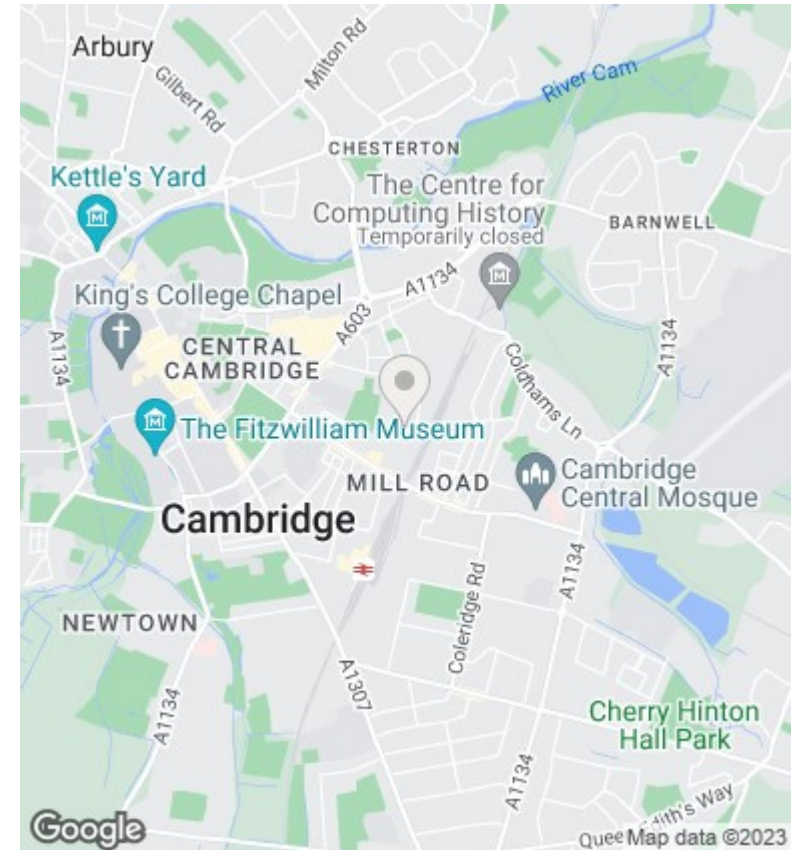 Arbury
Gilbert Rd
Milton Rd
River Cam
CHESTERTON
Kettle's Yard
The Centre for
Computing History
Temporarily closed
BARNWELL
A1134
King's College Chapel
A603
A1134
CENTRAL
CAMBRIDGE
Coldhams Ln
A1134
The Fitzwilliam Museum
MILL ROAD
Cambridge
Central Mosque
Cambridge
A1134
Coleridge Rd
NEWTOWN
A1134
A1307
Cherry Hinton
Hall Park
A1134
Google
Map data ©2023